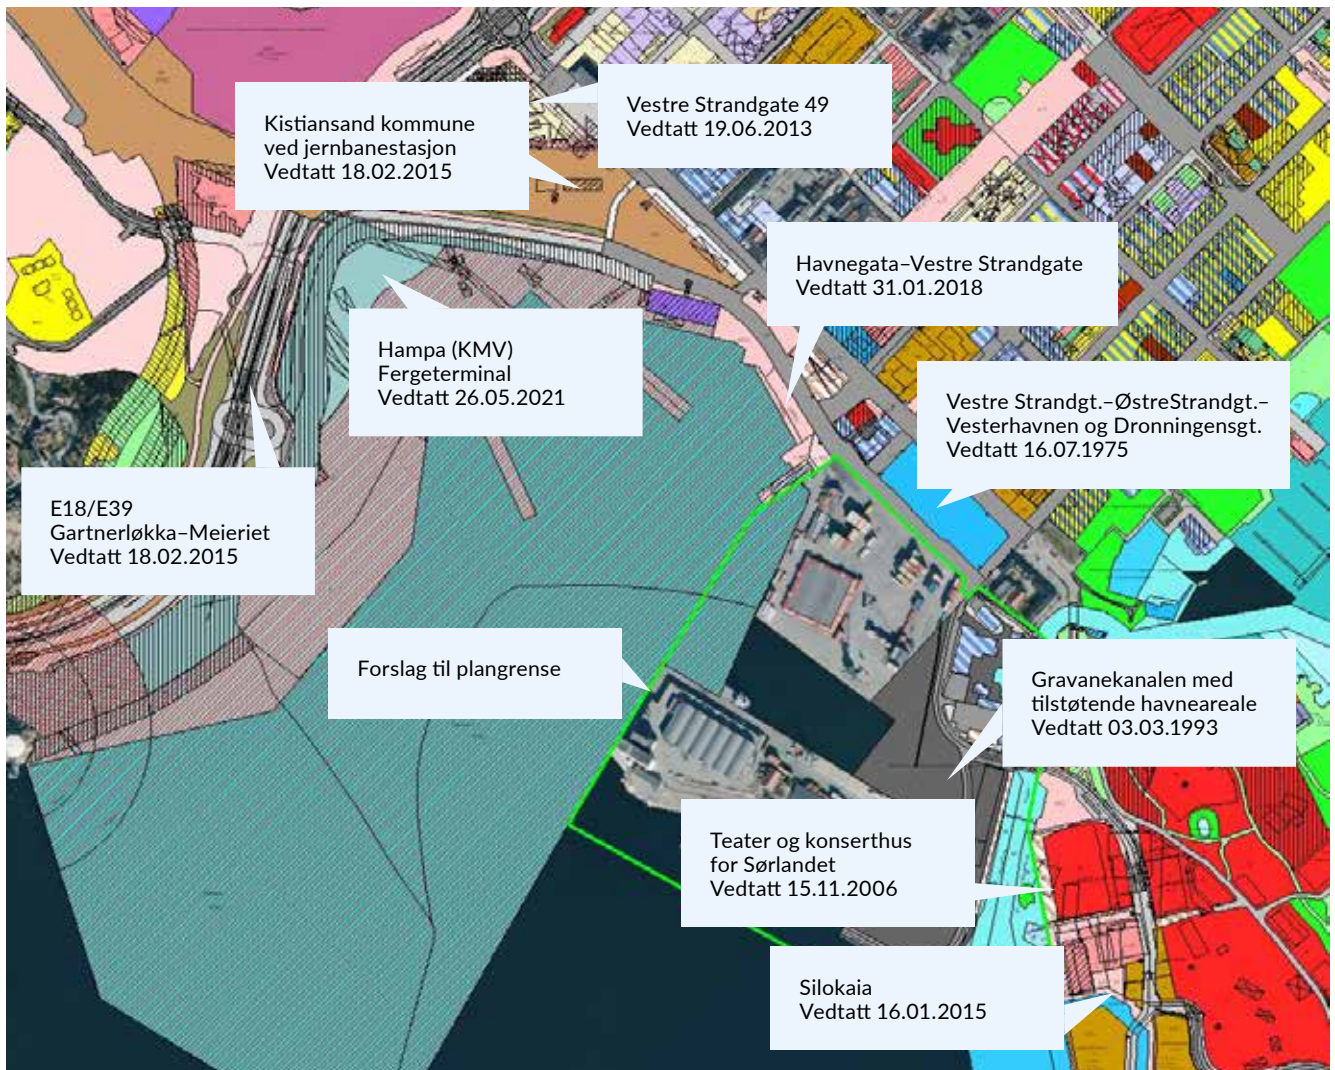 Kistiansand kommune
ved jernbanestasjon
Vedtatt 18.02.2015
Vestre Strandgate 49
Vedtatt 19.06.2013
Havnegata–Vestre Strandgate
Vedtatt 31.01.2018
Hampa (KMV)
Fergeterminal
Vedtatt 26.05.2021
Vestre Strandgt.–ØstreStrandgt.–
Vesterhavnen og Dronningensgt.
Vedtatt 16.07.1975
E18/E39
Gartnerløkka–Meieriet
Vedtatt 18.02.2015
Forslag til plangrense
Gravanekanalen med
tilstøtende havneareale
Vedtatt 03.03.1993
Teater og konserthus
for Sørlandet
Vedtatt 15.11.2006
Silokaia
Vedtatt 16.01.2015